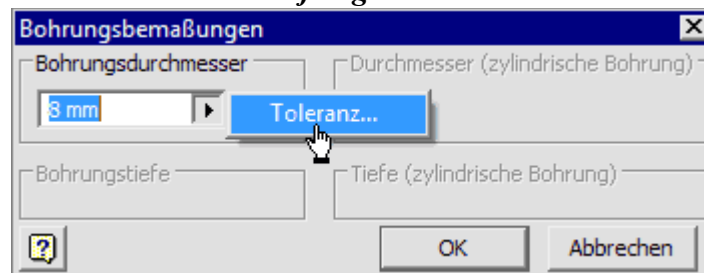 Bohrungsbemaßungen
Bohrungsdurchmesser Durchmesser (zylindrische Bohrung)
8 mm Toleranz...
Bohrungstiefe Tiefe (zylindrische Bohrung)
OK Abbrechen